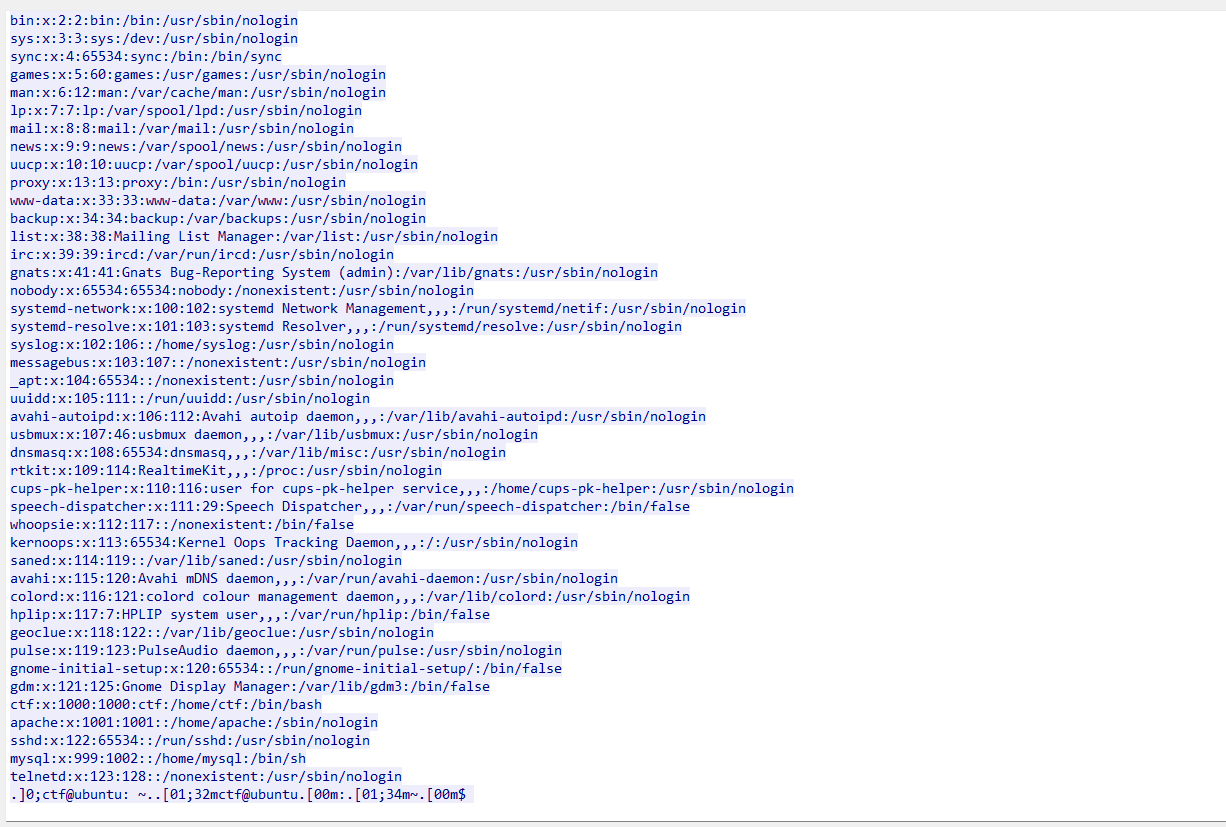 bin:x:2:2:bin:/bin:/usr/sbin/nologin
sys:x:3:3:sys:/dev:/usr/sbin/nologin
sync:x:4:65534:sync:/bin:/bin/sync
games:x:5:60:games:/usr/games:/usr/sbin/nologin
man:x:6:12:man:/var/cache/man:/usr/sbin/nologin
lp:x:7:7:lp:/var/spool/lpd:/usr/sbin/nologin
mail:x:8:8:mail:/var/mail:/usr/sbin/nologin
news:x:9:9:news:/var/spool/news:/usr/sbin/nologin
uucp:x:10:10:uucp:/var/spool/uucp:/usr/sbin/nologin
proxy:x:13:13:proxy:/bin:/usr/sbin/nologin
www-data:x:33:33:www-data:/var/www:/usr/sbin/nologin
backup:x:34:34:backup:/var/backups:/usr/sbin/nologin
list:x:38:38:Mailing List Manager:/var/list:/usr/sbin/nologin
irc:x:39:39:ircd:/var/run/ircd:/usr/sbin/nologin
gnats:x:41:41:Gnats Bug-Reporting System (admin):/var/lib/gnats:/usr/sbin/nologin
nobody:x:65534:65534:nobody:/nonexistent:/usr/sbin/nologin
systemd-network:x:100:102:systemd Network Management,,,:/run/systemd/netif:/usr/sbin/nologin
systemd-resolve:x:101:103:systemd Resolver,,,:/run/systemd/resolve:/usr/sbin/nologin
syslog:x:102:106::/home/syslog:/usr/sbin/nologin
messagebus:x:103:107::/nonexistent:/usr/sbin/nologin
_apt:x:104:65534::/nonexistent:/usr/sbin/nologin
uuidd:x:105:111::/run/uuidd:/usr/sbin/nologin
avahi-autoipd:x:106:112:Avahi autoip daemon,,,:/var/lib/avahi-autoipd:/usr/sbin/nologin
usbmux:x:107:46:usbmux daemon,,,:/var/lib/usbmux:/usr/sbin/nologin
dnsmasq:x:108:65534:dnsmasq,,,:/var/lib/misc:/usr/sbin/nologin
rtkit:x:109:114:RealtimeKit,,,:/proc:/usr/sbin/nologin
cups-pk-helper:x:110:116:user for cups-pk-helper service,,,:/home/cups-pk-helper:/usr/sbin/nologin
speech-dispatcher:x:111:29:Speech Dispatcher,,,:/var/run/speech-dispatcher:/bin/false
whoopsie:x:112:117::/nonexistent:/bin/false
kernoops:x:113:65534:Kernel Oops Tracking Daemon,,,:/:/usr/sbin/nologin
saned:x:114:119::/var/lib/saned:/usr/sbin/nologin
avahi:x:115:120:Avahi mDNS daemon,,,:/var/run/avahi-daemon:/usr/sbin/nologin
colord:x:116:121:colord colour management daemon,,,:/var/lib/colord:/usr/sbin/nologin
hplip:x:117:7:HPLIP system user,,,:/var/run/hplip:/bin/false
geoclue:x:118:122::/var/lib/geoclue:/usr/sbin/nologin
pulse:x:119:123:PulseAudio daemon,,,:/var/run/pulse:/usr/sbin/nologin
gnome-initial-setup:x:120:65534::/run/gnome-initial-setup/:/bin/false
gdm:x:121:125:Gnome Display Manager:/var/lib/gdm3:/bin/false
ctf:x:1000:1000:ctf:/home/ctf:/bin/bash
apache:x:1001:1001::/home/apache:/sbin/nologin
sshd:x:122:65534::/run/sshd:/usr/sbin/nologin
mysql:x:999:1002::/home/mysql:/bin/sh
telnetd:x:123:128::/nonexistent:/usr/sbin/nologin
.]0;ctf@ubuntu: ~..[01;32mctf@ubuntu.[00m:.[01;34m~.[00m$